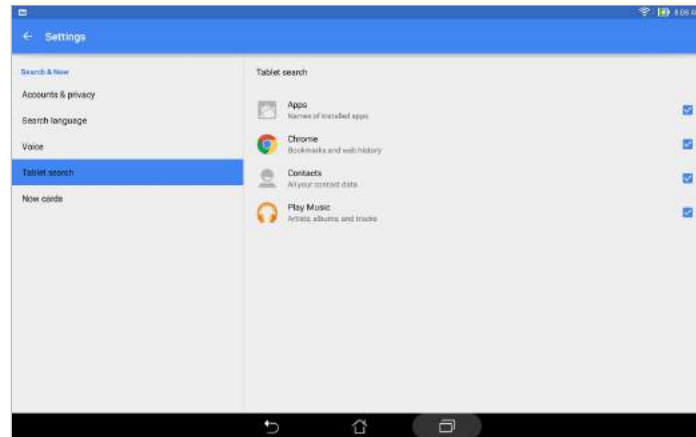 Settings
Search & Now
Accounts & privacy
Search language
Voice
Tablet search
Now cards
Tablet search
Apps
Names of installed apps
Chrome
Bookmarks and web history
Contacts
All your contact data
Play Music
Artists, albums, and tracks